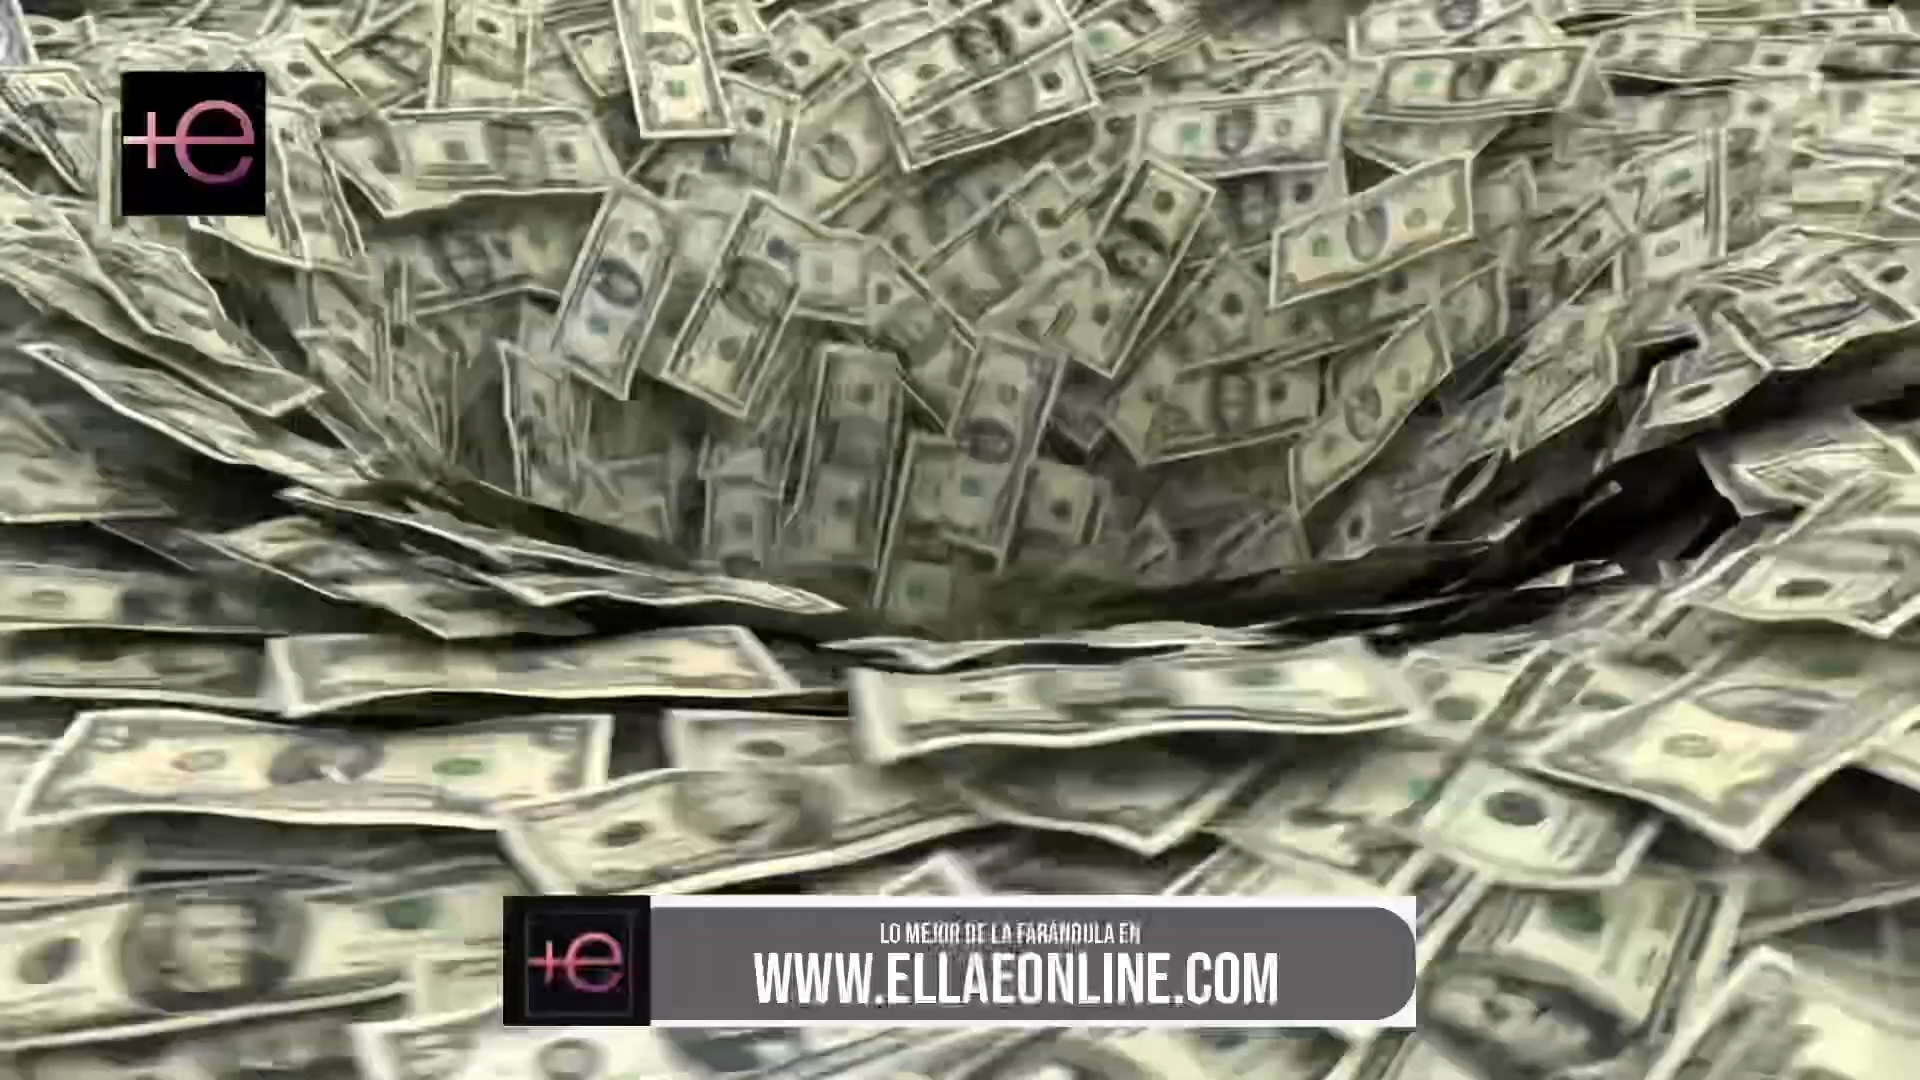 +e
+e
LO MEJOR DE LA FARÁNDULA EN
WWW.ELLAEONLINE.COM